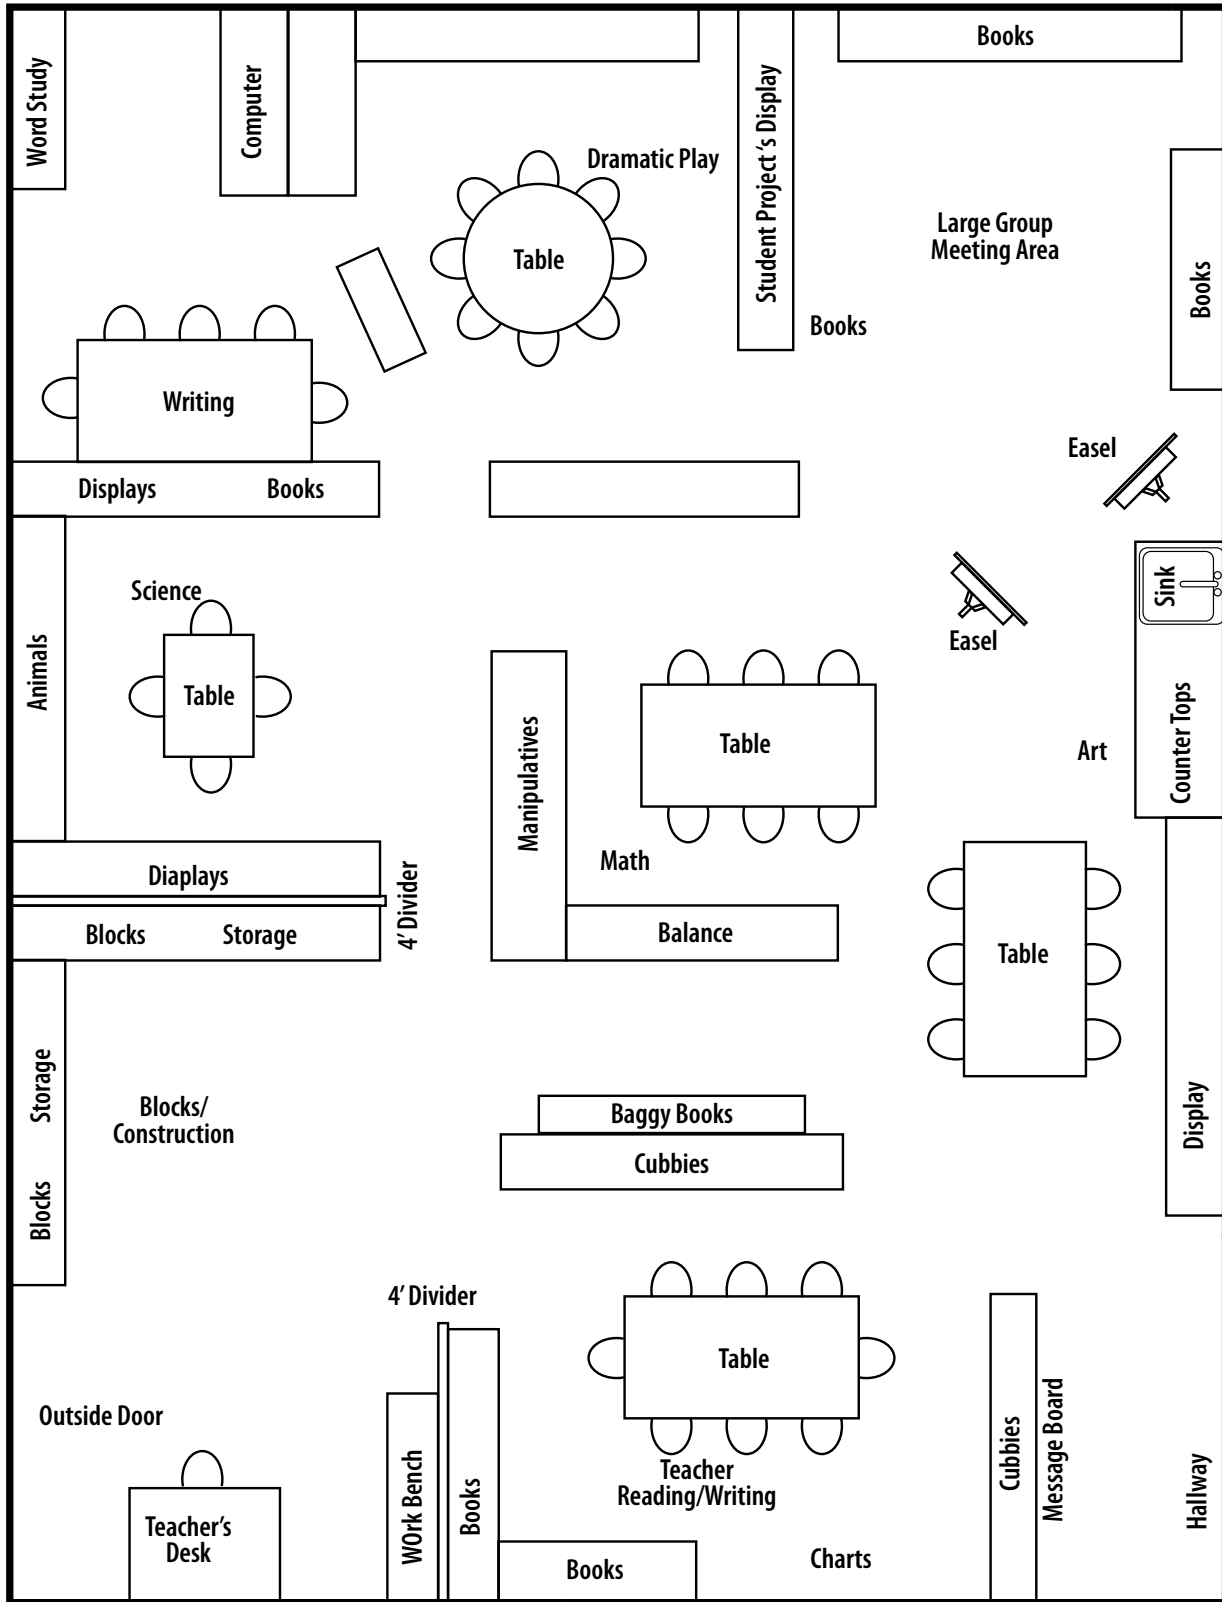 Word Study
Computer
Books
Student Project's Display
Dramatic Play
Table
Large Group
Meeting Area
Books
Books
Writing
Displays
Books
Easel
Easel
Sink
Science
Animals
Table
Manipulatives
Table
Art
Counter Tops
Math
Diaplays
4' Divider
Blocks
Storage
Balance
Table
Storage
Blocks
Blocks/
Construction
Baggy Books
Cubbies
Display
4' Divider
Table
Teacher
Reading/Writing
Outside Door
Teacher's
Desk
WOrk Bench
Books
Books
Charts
Cubbies
Message Board
Hallway